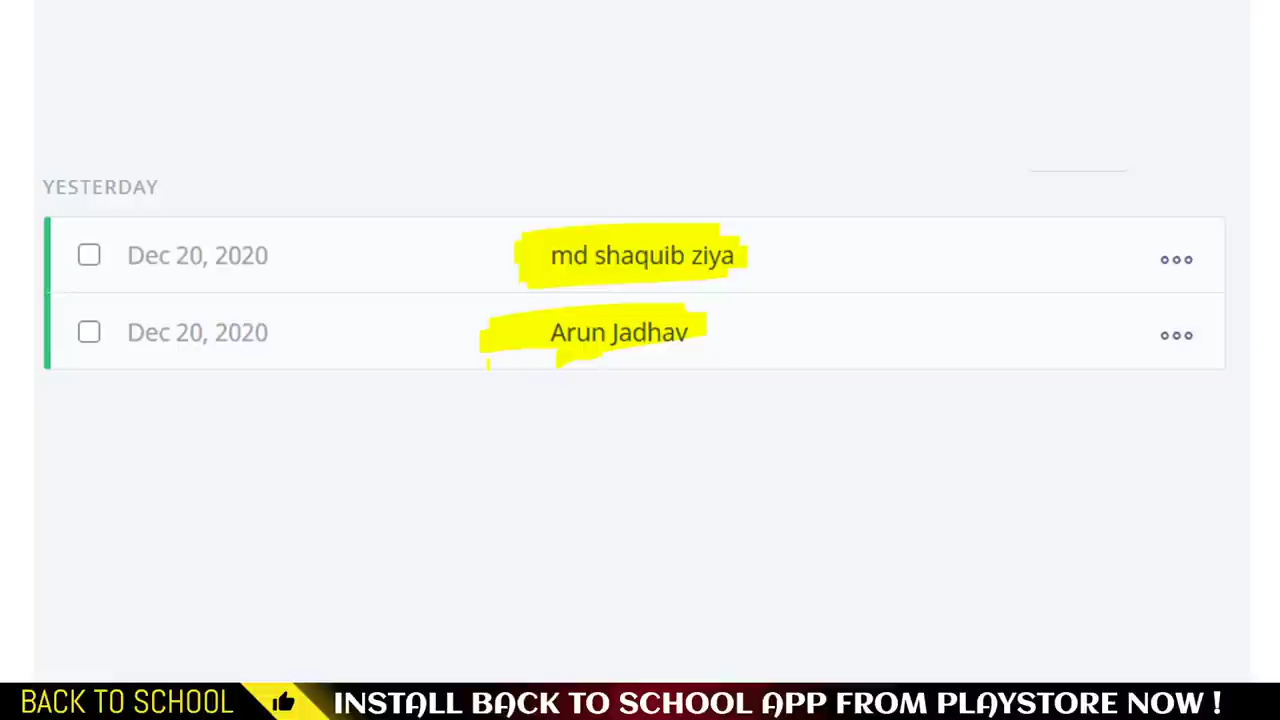 YESTERDAY
Dec 20, 2020 md shaquib ziya
Dec 20, 2020 Arun Jadhav
BACK TO SCHOOL INSTALL BACK TO SCHOOL APP FROM PLAYSTORE NOW !